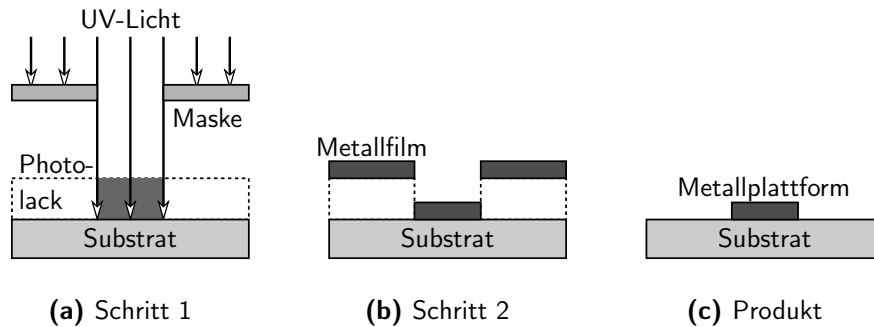 UV-Licht
Maske
Photo-
lack
Substrat
(a) Schritt 1
Metallfilm
Substrat
(b) Schritt 2
Metallplattform
Substrat
(c) Produkt